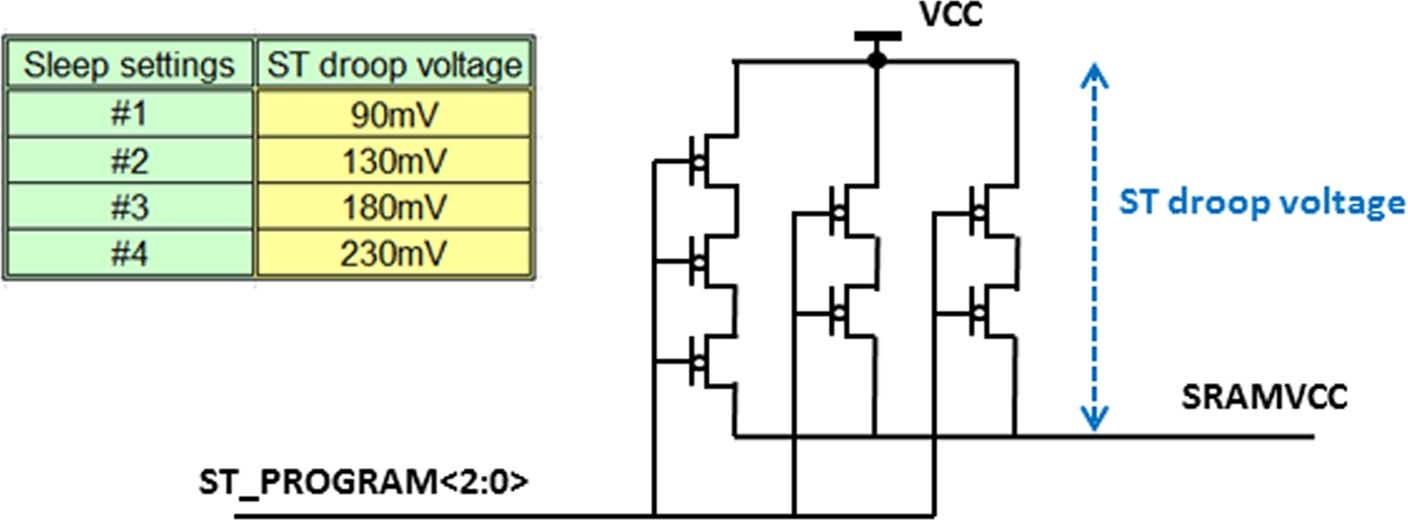 VCC
Sleep settings ST droop voltage
#1 90mV
#2 130mV
#3 180mV
#4 230mV
ST droop voltage
SRAMVCC
ST_PROGRAM<2:0>